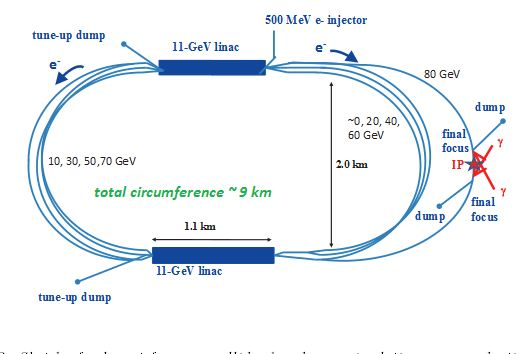 500 MeV e- injector
tune-up dump
11-GeV linac
e-
e-
80 GeV
dump
~0, 20, 40,
60 GeV
final
focus
γ
10, 30, 50,70 GeV
2.0 km
IP
total circumference ~ 9 km
γ
1.1 km
dump
final
focus
11-GeV linac
tune-up dump